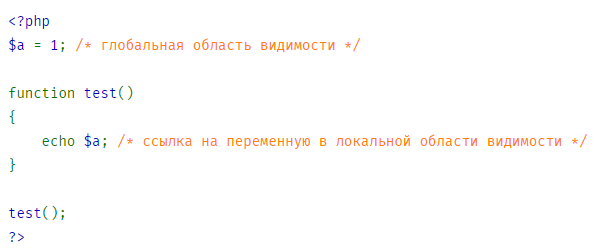 <?php
$a = 1; /* глобальная область видимости */
function test()
{
echo $a; /* ссылка на переменную в локальной области видимости */
}
test();
?>